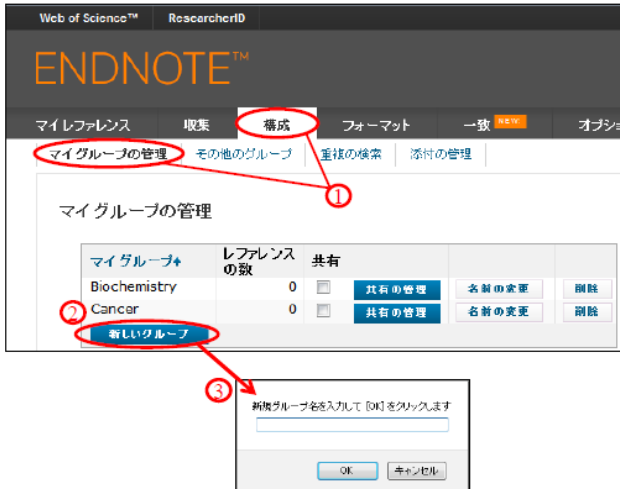 Web of Science™ ResearcherID
ENDNOTE™
マイ レファレンス 収集 構成 フォーマット 一致 NEW オプショ
マイ グループの管理 その他のグループ 重複の検索 添付の管理
①
マイ グループの管理
マイ グループ↑ レファレンスの数 共有
Biochemistry 0 共有の管理 名前の変更 削除
Cancer 0 共有の管理 名前の変更 削除
② 新しいグループ
③
新規グループ名を入力して [OK] をクリックします
OK キャンセル